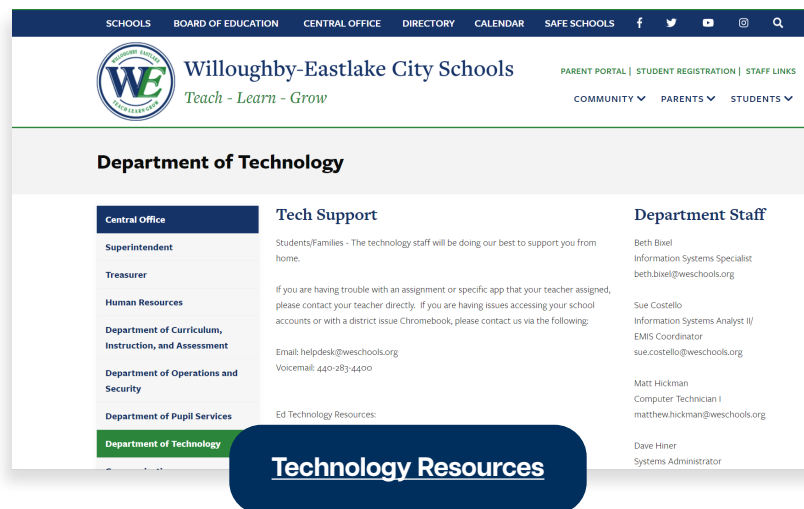 SCHOOLS BOARD OF EDUCATION CENTRAL OFFICE DIRECTORY CALENDAR SAFE SCHOOLS
WILLOUGHBY EASTLAKE
WE
TEACH LEARN GROW
Willoughby-Eastlake City Schools
Teach - Learn - Grow
PARENT PORTAL | STUDENT REGISTRATION | STAFF LINKS
COMMUNITY PARENTS STUDENTS
Department of Technology
Central Office
Superintendent
Treasurer
Human Resources
Department of Curriculum,
Instruction, and Assessment
Department of Operations and
Security
Department of Pupil Services
Department of Technology
Tech Support
Students/Families - The technology staff will be doing our best to support you from
home.
If you are having trouble with an assignment or specific app that your teacher assigned,
please contact your teacher directly. If you are having issues accessing your school
accounts or with a district issue Chromebook, please contact us via the following:
Email: helpdesk@weschools.org
Voicemail: 440-283-4400
Ed Technology Resources:
Department Staff
Beth Bixel
Information Systems Specialist
beth.bixel@weschools.org
Sue Costello
Information Systems Analyst II/
EMIS Coordinator
sue.costello@weschools.org
Matt Hickman
Computer Technician I
matthew.hickman@weschools.org
Dave Hiner
Systems Administrator
Technology Resources